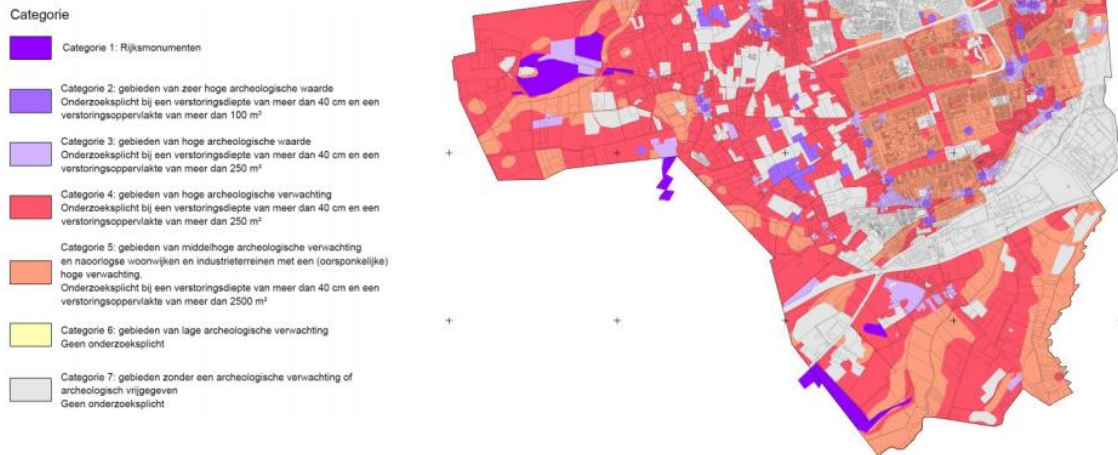 Categorie
Categorie 1: Rijksmonumenten
Categorie 2: gebieden van zeer hoge archeologische waarde
Onderzoeksplicht bij een verstoringsdiepte van meer dan 40 cm en een
verstoringsoppervlakte van meer dan 100 m²
Categorie 3: gebieden van hoge archeologische waarde
Onderzoeksplicht bij een verstoringsdiepte van meer dan 40 cm en een
verstoringsoppervlakte van meer dan 250 m²
Categorie 4: gebieden van hoge archeologische verwachting
Onderzoeksplicht bij een verstoringsdiepte van meer dan 40 cm en een
verstoringsoppervlakte van meer dan 250 m²
Categorie 5: gebieden van middelhoge archeologische verwachting
en naoorlogse woonwijken en industrieterreinen met een (oorsponkelijke)
hoge verwachting.
Onderzoeksplicht bij een verstoringsdiepte van meer dan 40 cm en een
verstoringsoppervlakte van meer dan 2500 m²
Categorie 6: gebieden van lage archeologische verwachting
Geen onderzoeksplicht
Categorie 7: gebieden zonder een archeologische verwachting of
archeologisch vrijgegeven
Geen onderzoeksplicht